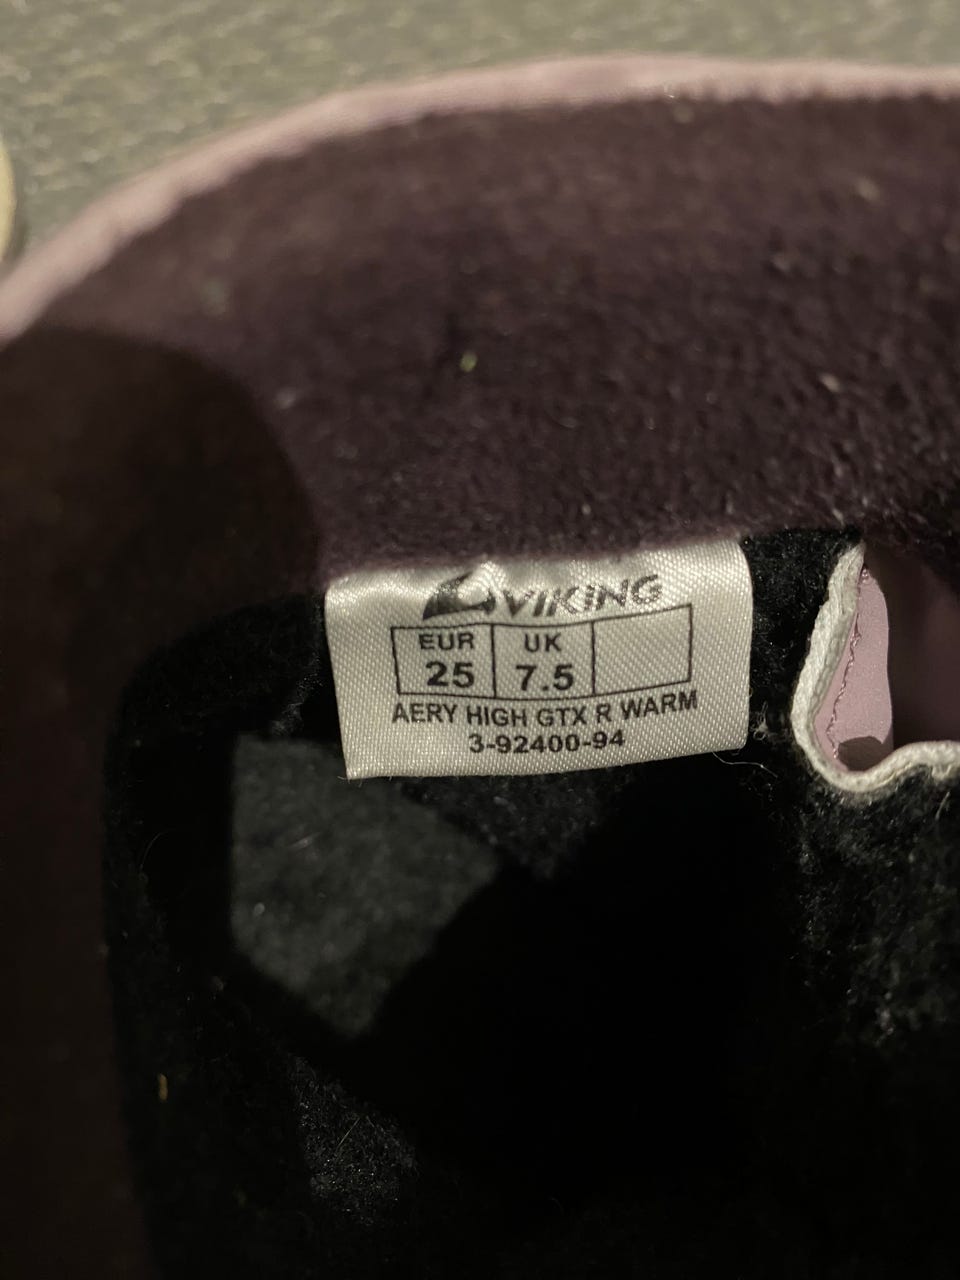 VIKING
EUR UK
25 7.5
AERY HIGH GTX R WARM
3-92400-94